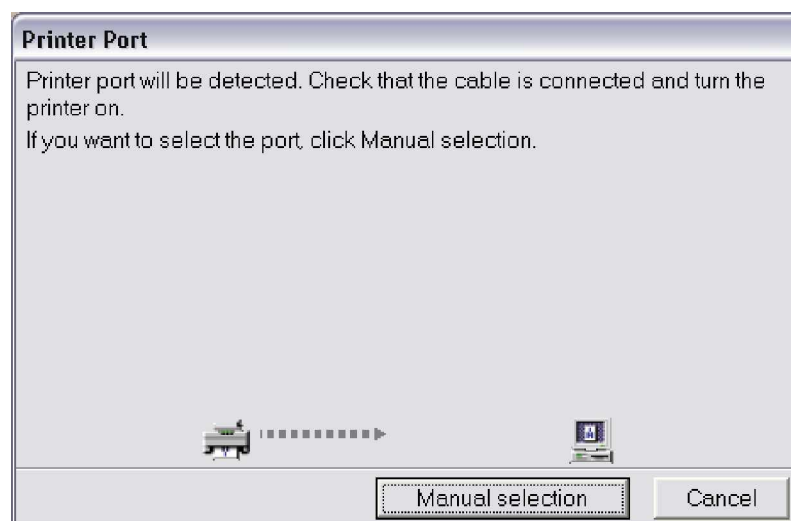 Printer Port
Printer port will be detected. Check that the cable is connected and turn the
printer on.
If you want to select the port, click Manual selection.
Manual selection
Cancel